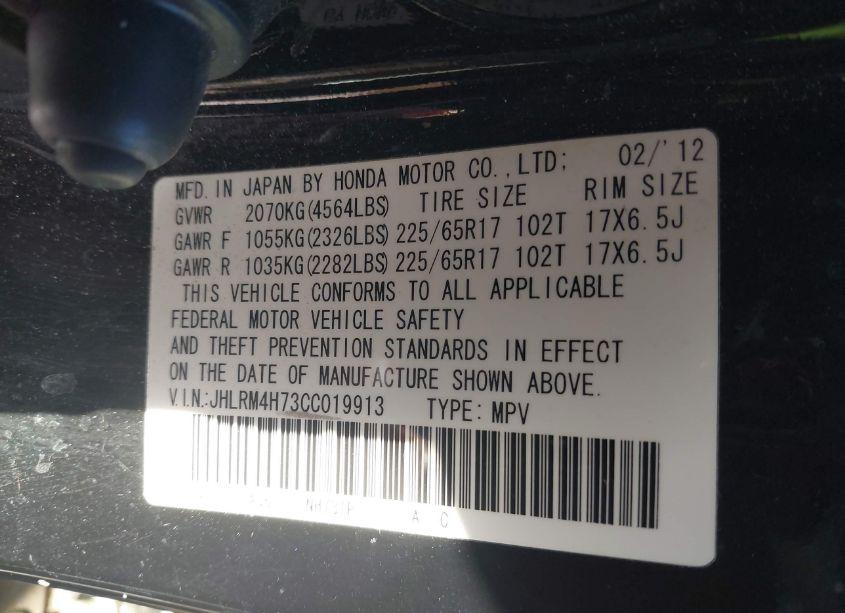 MFD. IN JAPAN BY HONDA MOTOR CO.,LTD; 02/'12
GVWR 2070KG(4564LBS) TIRE SIZE RIM SIZE
GAWR F 1055KG(2326LBS) 225/65R17 102T 17X6.5J
GAWR R 1035KG(2282LBS) 225/65R17 102T 17X6.5J
THIS VEHICLE CONFORMS TO ALL APPLICABLE
FEDERAL MOTOR VEHICLE SAFETY
AND THEFT PREVENTION STANDARDS IN EFFECT
ON THE DATE OF MANUFACTURE SHOWN ABOVE.
V.I.N.:JHLRM4H73CC019913 TYPE: MPV
A C